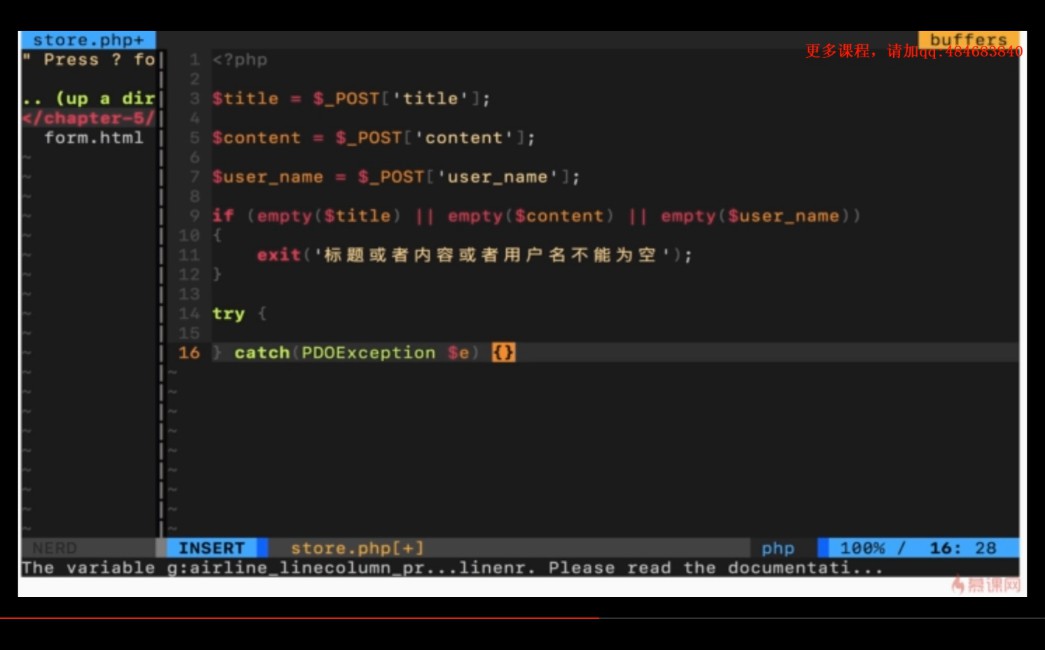 store.php+
buffers
更多课程，请加qq:484683840
" Press ? fo
.. (up a dir
</chapter-5/
form.html
1 <?php
2
3 $title = $_POST['title'];
4
5 $content = $_POST['content'];
6
7 $user_name = $_POST['user_name'];
8
9 if (empty($title) || empty($content) || empty($user_name))
10 {
11 exit('标题或者内容或者用户名不能为空');
12 }
13
14 try {
15
16 } catch(PDOException $e) {}
NERD INSERT store.php[+] php 100% / 16: 28
The variable g:airline_linecolumn_pr...linenr. Please read the documentati...
慕课网